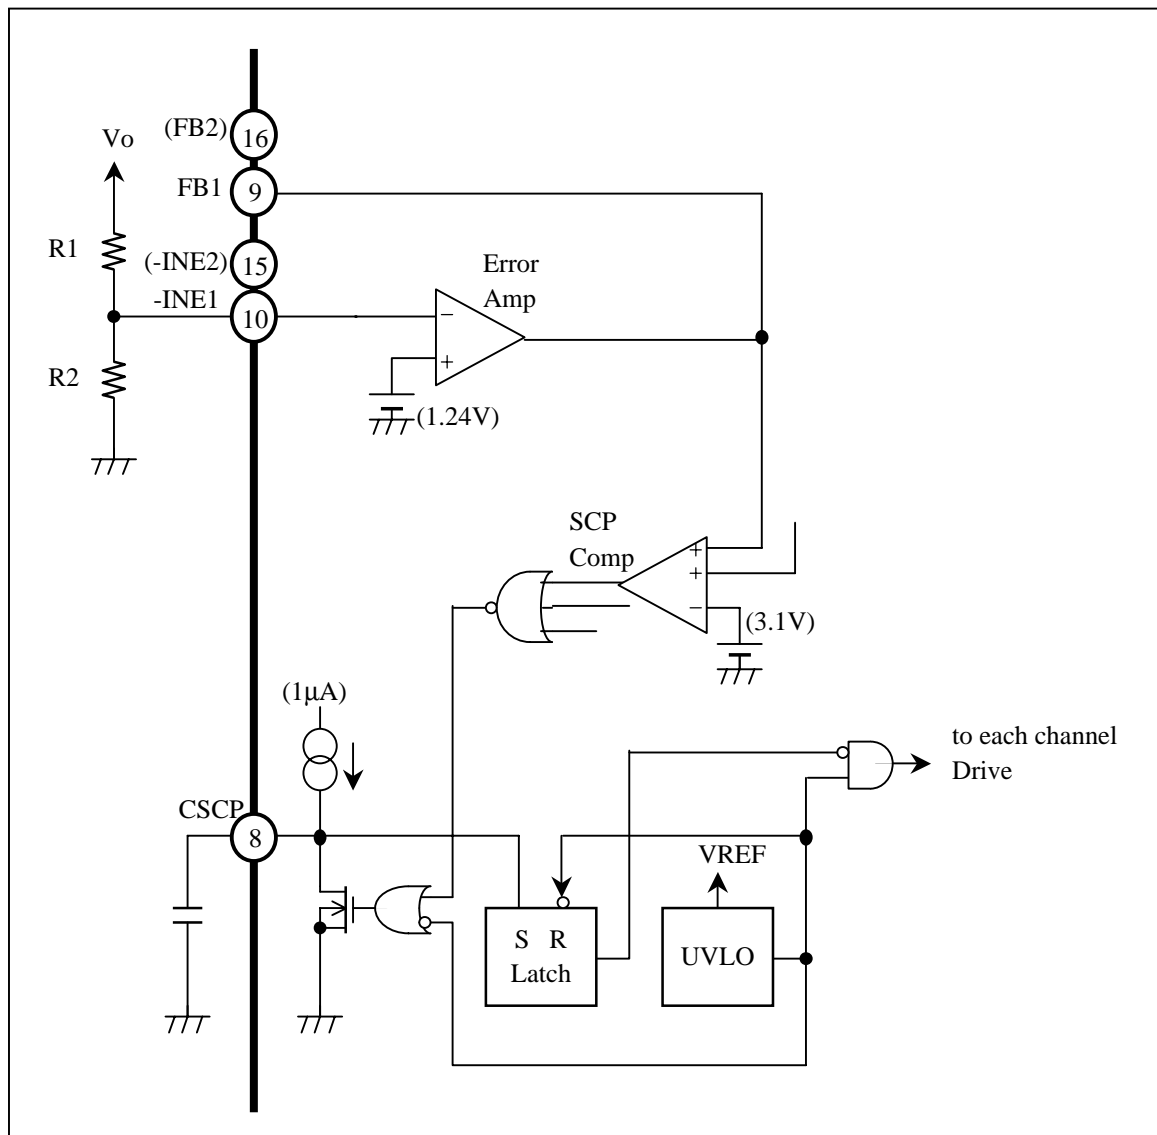 (FB2) 16
Vo
FB1 9
R1
(-INE2) 15
-INE1 10
Error
Amp
−
+
R2
(1.24V)
SCP
Comp
+
+
−
(3.1V)
(1μA)
to each channel
Drive
CSCP 8
VREF
S R
Latch
UVLO